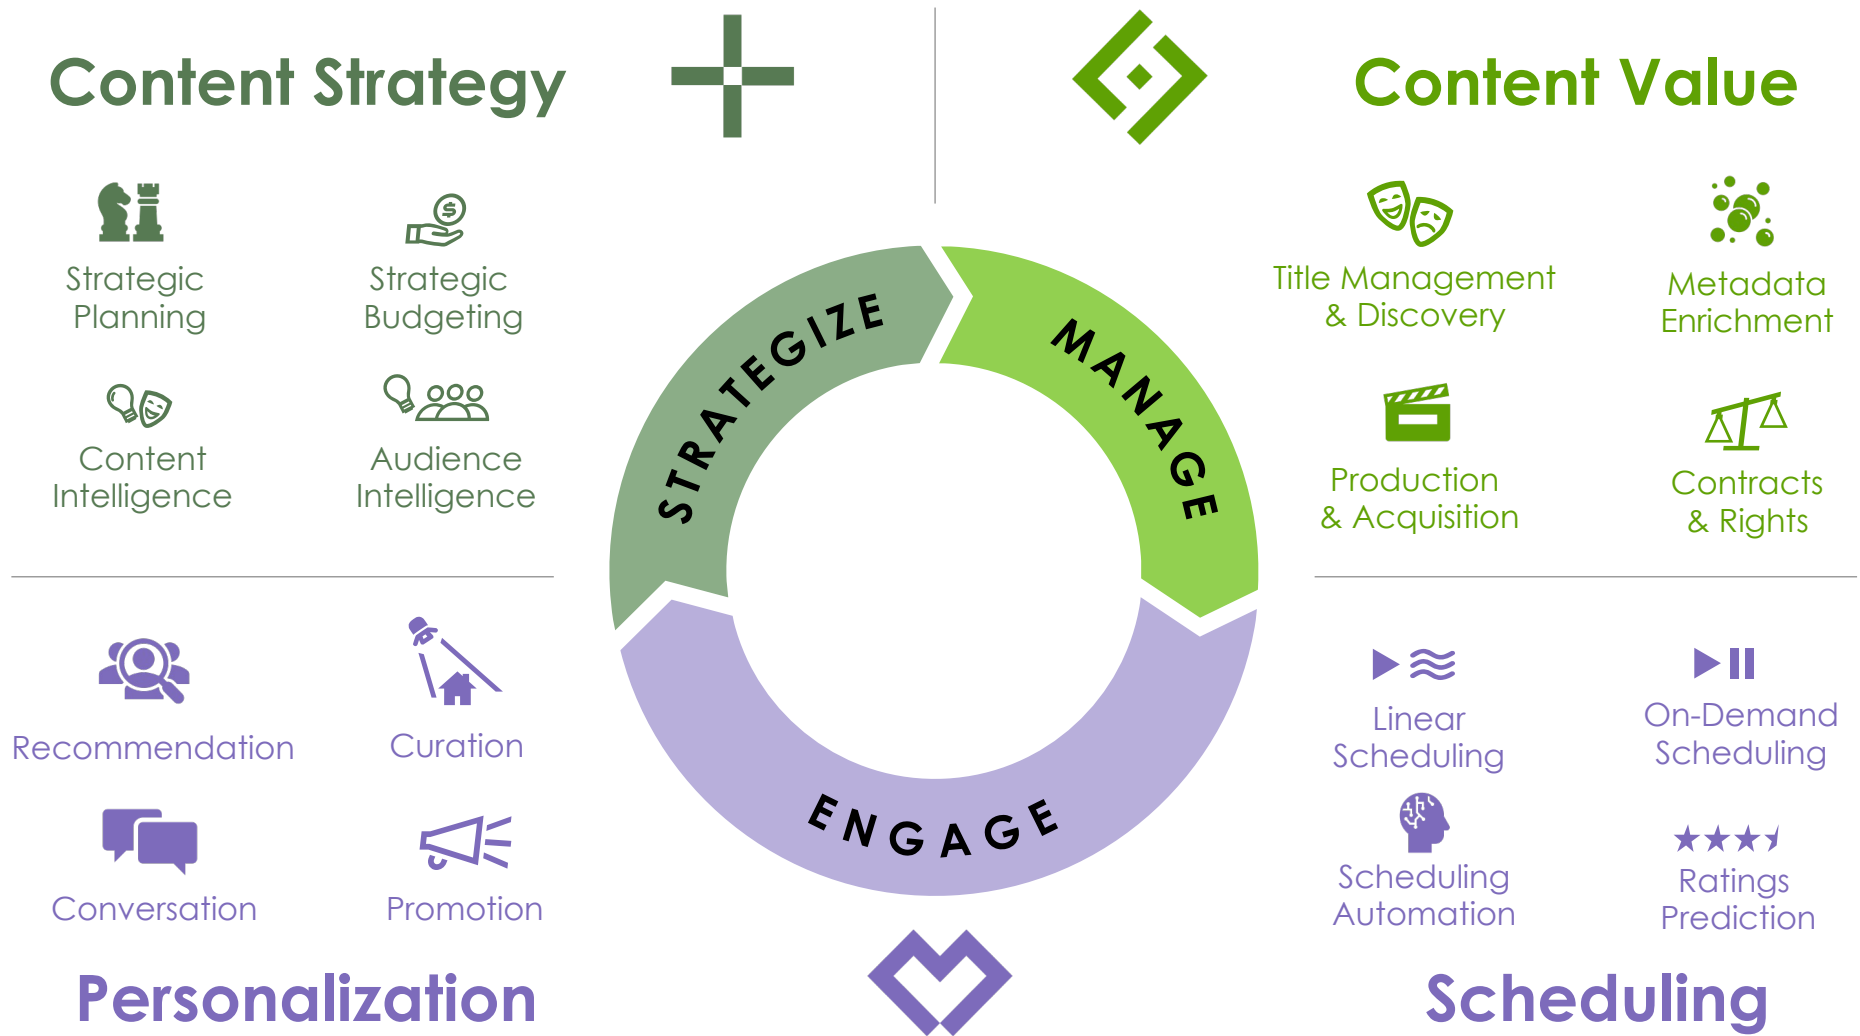 Content Strategy
Content Value
Strategic
Planning
Strategic
Budgeting
Content
Intelligence
Audience
Intelligence
Title Management
& Discovery
Metadata
Enrichment
Production
& Acquisition
Contracts
& Rights
STRATEGIZE
MANAGE
ENGAGE
Recommendation
Curation
Conversation
Promotion
Personalization
Linear
Scheduling
On-Demand
Scheduling
Scheduling
Automation
Ratings
Prediction
Scheduling